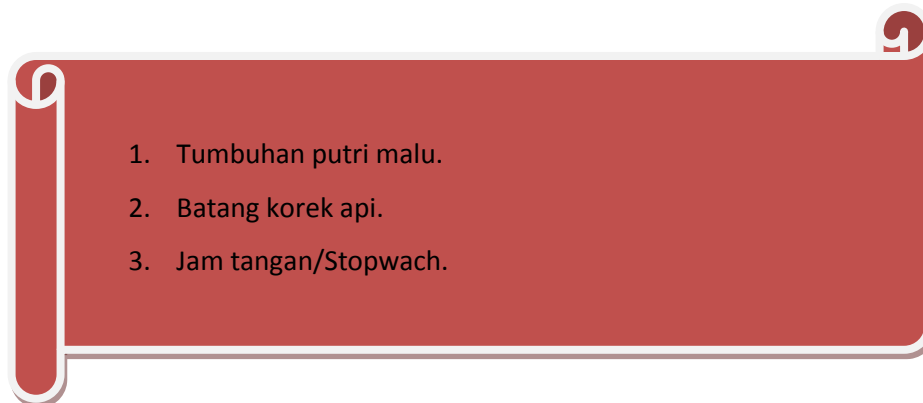 1. Tumbuhan putri malu.
2. Batang korek api.
3. Jam tangan/Stopwach.